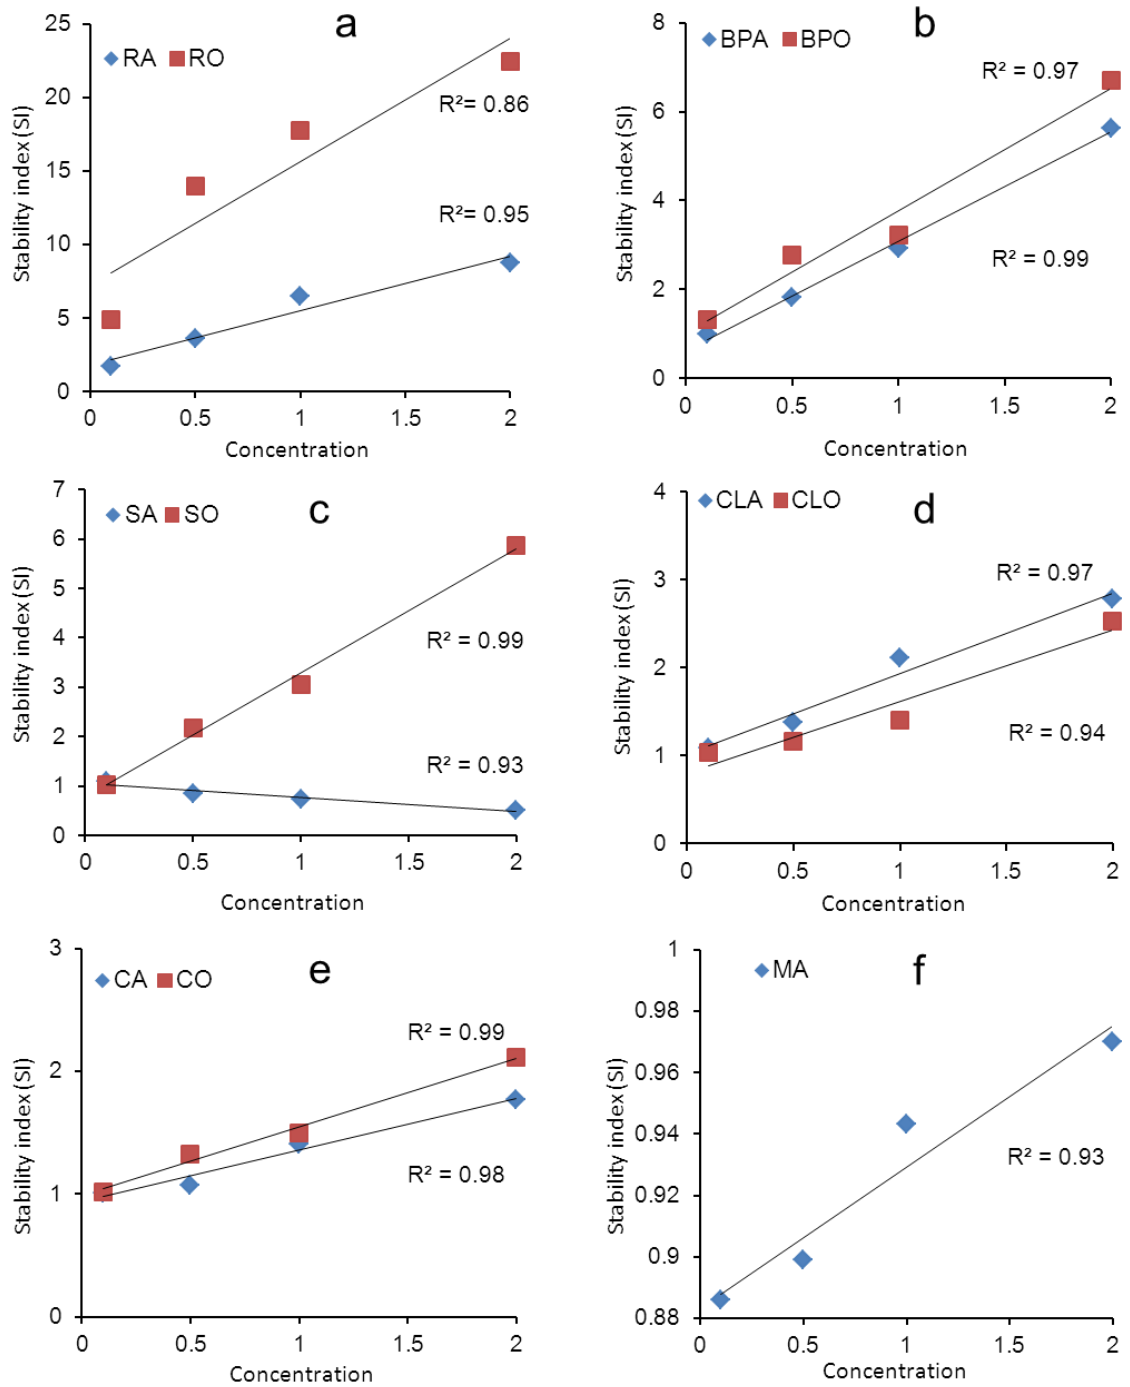 a
RA RO
25
20
15
10
5
0
0 0.5 1 1.5 2
Stability index (SI)
Concentration
R²= 0.86
R²= 0.95
b
BPA BPO
8
6
4
2
0
0 0.5 1 1.5 2
Stability index (SI)
Concentration
R² = 0.97
R² = 0.99
c
SA SO
7
6
5
4
3
2
1
0
0 0.5 1 1.5 2
Stability index (SI)
Concentration
R² = 0.99
R² = 0.93
d
CLA CLO
4
3
2
1
0
0 0.5 1 1.5 2
Stability index (SI)
Concentration
R² = 0.97
R² = 0.94
e
CA CO
3
2
1
0
0 0.5 1 1.5 2
Stability index (SI)
Concentration
R² = 0.99
R² = 0.98
f
MA
1
0.98
0.96
0.94
0.92
0.9
0.88
0 0.5 1 1.5 2
Stability index (SI)
Concentration
R² = 0.93